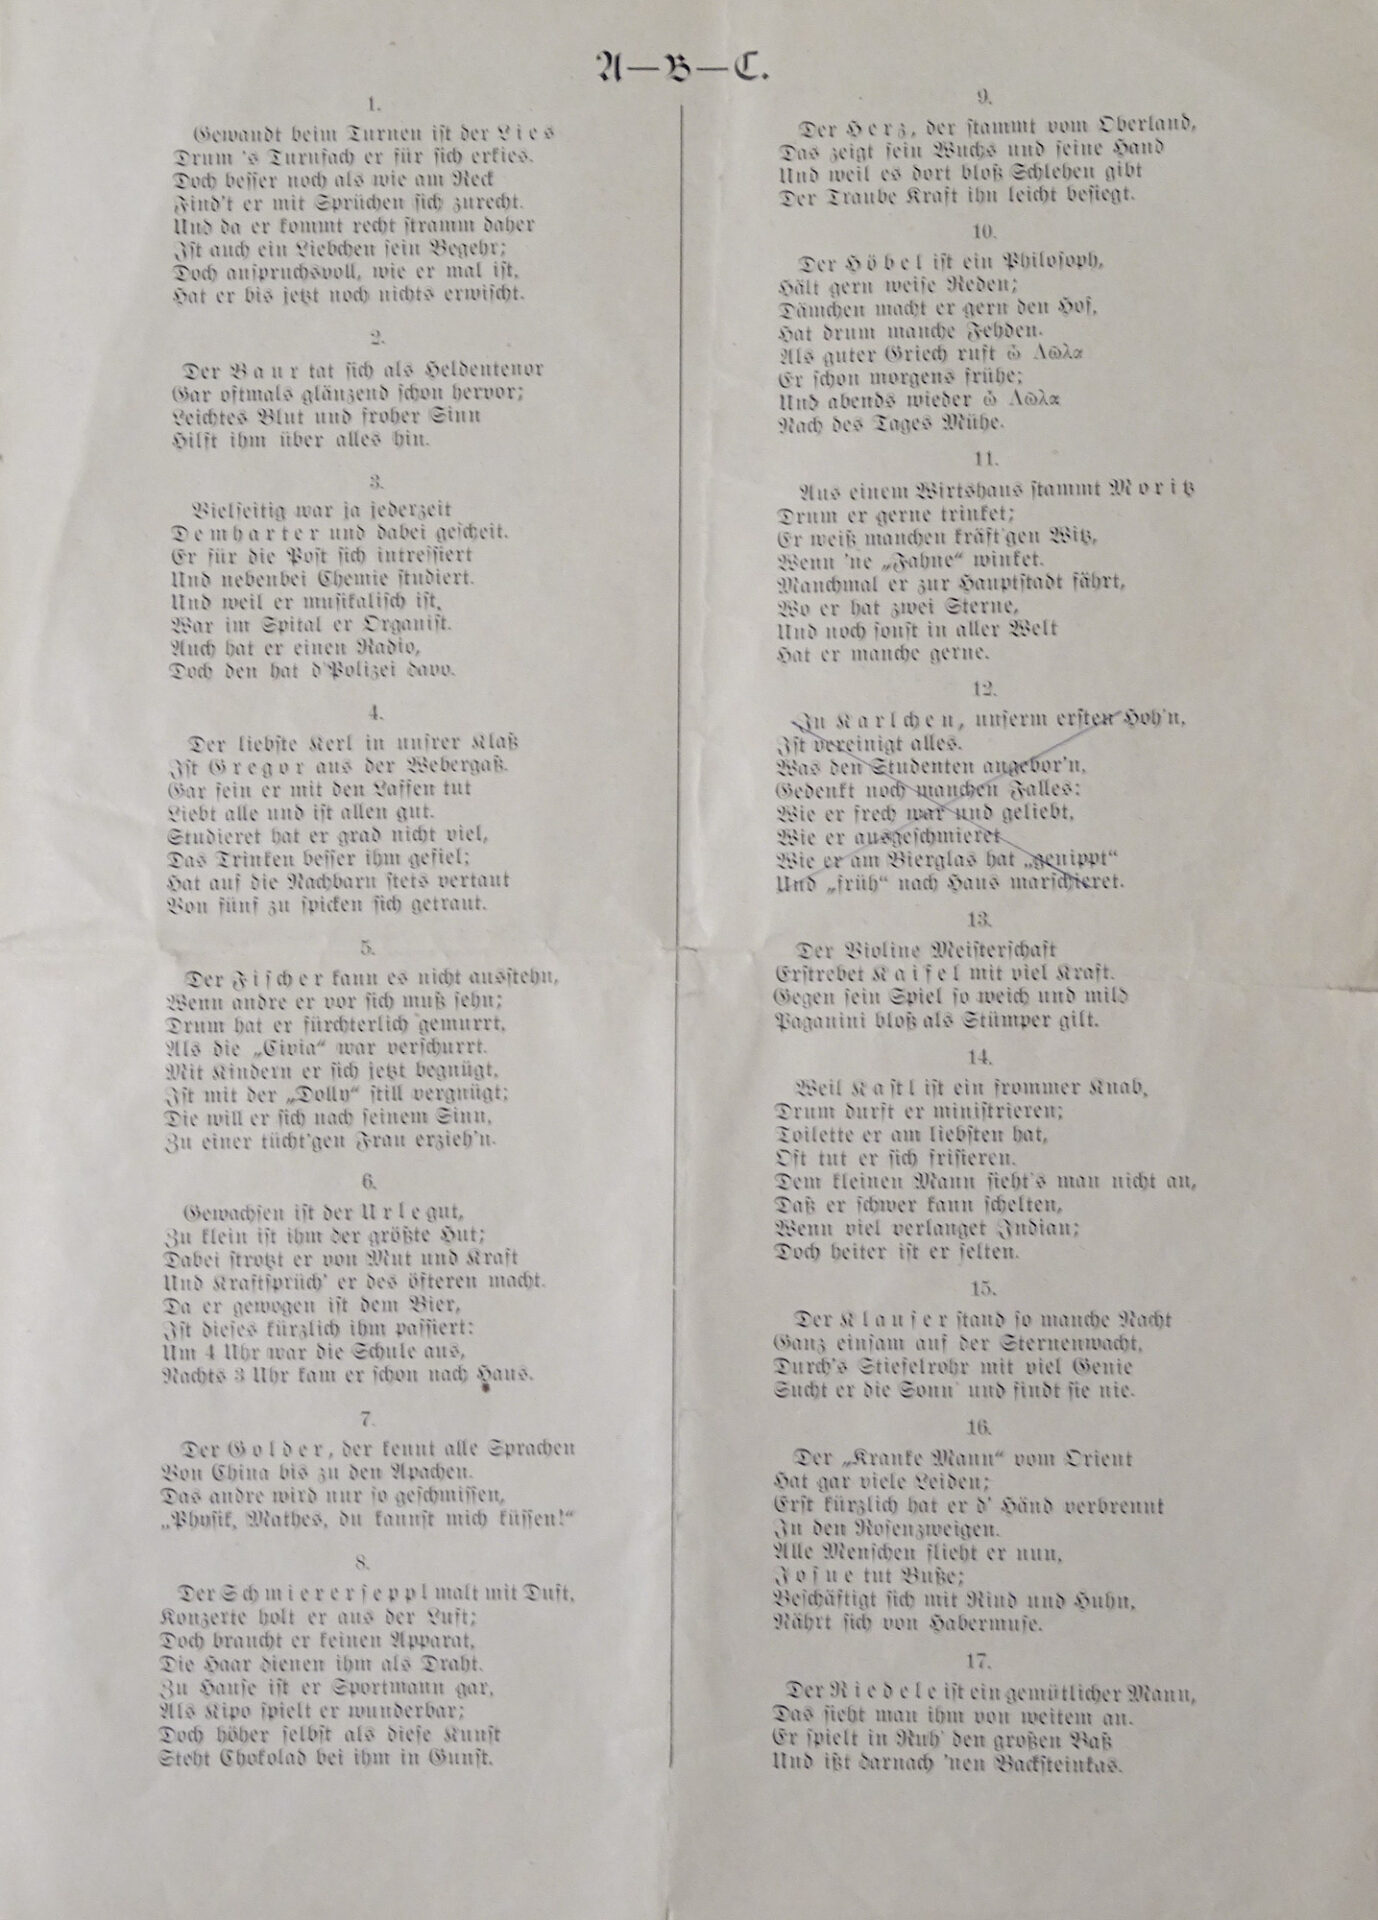 A—B—C.
1.
Gewandt beim Turnen ist der Lies
Drum 's Turnfach er für sich erkies.
Doch besser noch als wie am Reck
Find't er mit Sprüchen sich zurecht.
Und da er kommt recht stramm daher
Ist auch ein Liebchen sein Begehr;
Doch anspruchsvoll, wie er mal ist,
Hat er bis jetzt noch nichts erwischt.
2.
Der Baur tat sich als Heldentenor
Gar oftmals glänzend schon hervor;
Leichtes Blut und froher Sinn
Hilft ihm über alles hin.
3.
Vielseitig war ja jederzeit
Demharter und dabei gescheit.
Er für die Post sich intressiert
Und nebenbei Chemie studiert.
Und weil er musikalisch ist,
War im Spital er Organist.
Auch hat er einen Radio,
Doch den hat d'Polizei davo.
4.
Der liebste Kerl in unsrer Klaß
Ist Gregor aus der Webergaß.
Gar fein er mit den Laffen tut
Liebt alle und ist allen gut.
Studieret hat er grad nicht viel,
Das Trinken besser ihm gefiel;
Hat auf die Nachbarn stets vertaut
Von fünf zu spicken sich getraut.
5.
Der Fischer kann es nicht ausstehn,
Wenn andre er vor sich muß sehn;
Drum hat er fürchterlich gemurrt,
Als die „Civia“ war verschurrt.
Mit Kindern er sich jetzt begnügt,
Ist mit der „Dolly“ still vergnügt;
Die will er sich nach seinem Sinn,
Zu einer tücht'gen Frau erzieh'n.
6.
Gewachsen ist der Urle gut,
Zu klein ist ihm der größte Hut;
Dabei strotzt er von Mut und Kraft
Und Kraftsprüch' er des öfteren macht.
Da er gewogen ist dem Bier,
Ist dieses kürzlich ihm passiert:
Um 4 Uhr war die Schule aus,
Nachts 3 Uhr kam er schon nach Haus.
7.
Der Golder, der kennt alle Sprachen
Von China bis zu den Apachen.
Das andre wird nur so geschmissen,
„Physik, Mathes, du kannst mich küssen!“
8.
Der Schmiererseppl malt mit Duft,
Konzerte holt er aus der Luft;
Doch braucht er keinen Apparat,
Die Haar dienen ihm als Draht.
Zu Hause ist er Sportmann gar,
Als Kipo spielt er wunderbar;
Doch höher selbst als diese Kunst
Steht Chokolad bei ihm in Gunst.
9.
Der Herz, der stammt vom Oberland,
Das zeigt sein Wuchs und seine Hand
Und weil es dort bloß Schlehen gibt
Der Traube Kraft ihn leicht besiegt.
10.
Der Höbel ist ein Philosoph,
Hält gern weise Reden;
Dämchen macht er gern den Hof,
Hat drum manche Fehden.
Als guter Griech ruft ὦ Λῶλα
Er schon morgens frühe;
Und abends wieder ὦ Λῶλα
Nach des Tages Mühe.
11.
Aus einem Wirtshaus stammt Moritz
Drum er gerne trinket;
Er weiß manchen kräft'gen Witz,
Wenn 'ne „Fahne“ winket.
Manchmal er zur Hauptstadt fährt,
Wo er hat zwei Sterne,
Und noch sonst in aller Welt
Hat er manche gerne.
12.
In Karlchen, unserm ersten Hoh'n,
Ist vereinigt alles.
Was den Studenten angebor'n,
Gedenkt noch manchen Falles:
Wie er frech war und geliebt,
Wie er ausgeschmieret
Wie er am Bierglas hat „genippt“
Und „früh“ nach Haus marschieret.
13.
Der Violine Meisterschaft
Erstrebet Kaifel mit viel Kraft.
Gegen sein Spiel so weich und mild
Paganini bloß als Stümper gilt.
14.
Weil Kastl ist ein frommer Knab,
Drum durft er ministrieren;
Toilette er am liebsten hat,
Oft tut er sich frisieren.
Dem kleinen Mann sieht's man nicht an,
Daß er schwer kann schelten,
Wenn viel verlanget Indian;
Doch heiter ist er selten.
15.
Der Klauser stand so manche Nacht
Ganz einsam auf der Sternenwacht,
Durch's Stiefelrohr mit viel Genie
Sucht er die Sonn' und findt sie nie.
16.
Der „Kranke Mann“ vom Orient
Hat gar viele Leiden;
Erst kürzlich hat er d' Händ verbrennt
In den Rosenzweigen.
Alle Menschen flieht er nun,
Josue tut Buße;
Beschäftigt sich mit Rind und Huhn,
Nährt sich von Habermuse.
17.
Der Riedele ist ein gemütlicher Mann,
Das sieht man ihm von weitem an.
Er spielt in Ruh' den großen Baß
Und ißt darnach 'nen Backsteinkas.